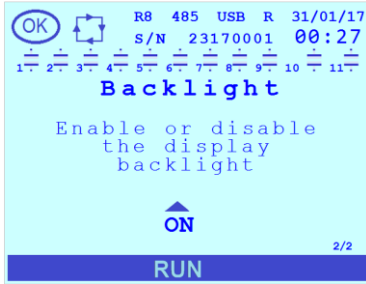 OK R8 485 USB R 31/01/17
S/N 23170001 00:27
1 2 3 4 5 6 7 8 9 10 11
Backlight
Enable or disable
the display
backlight
ON
2/2
RUN